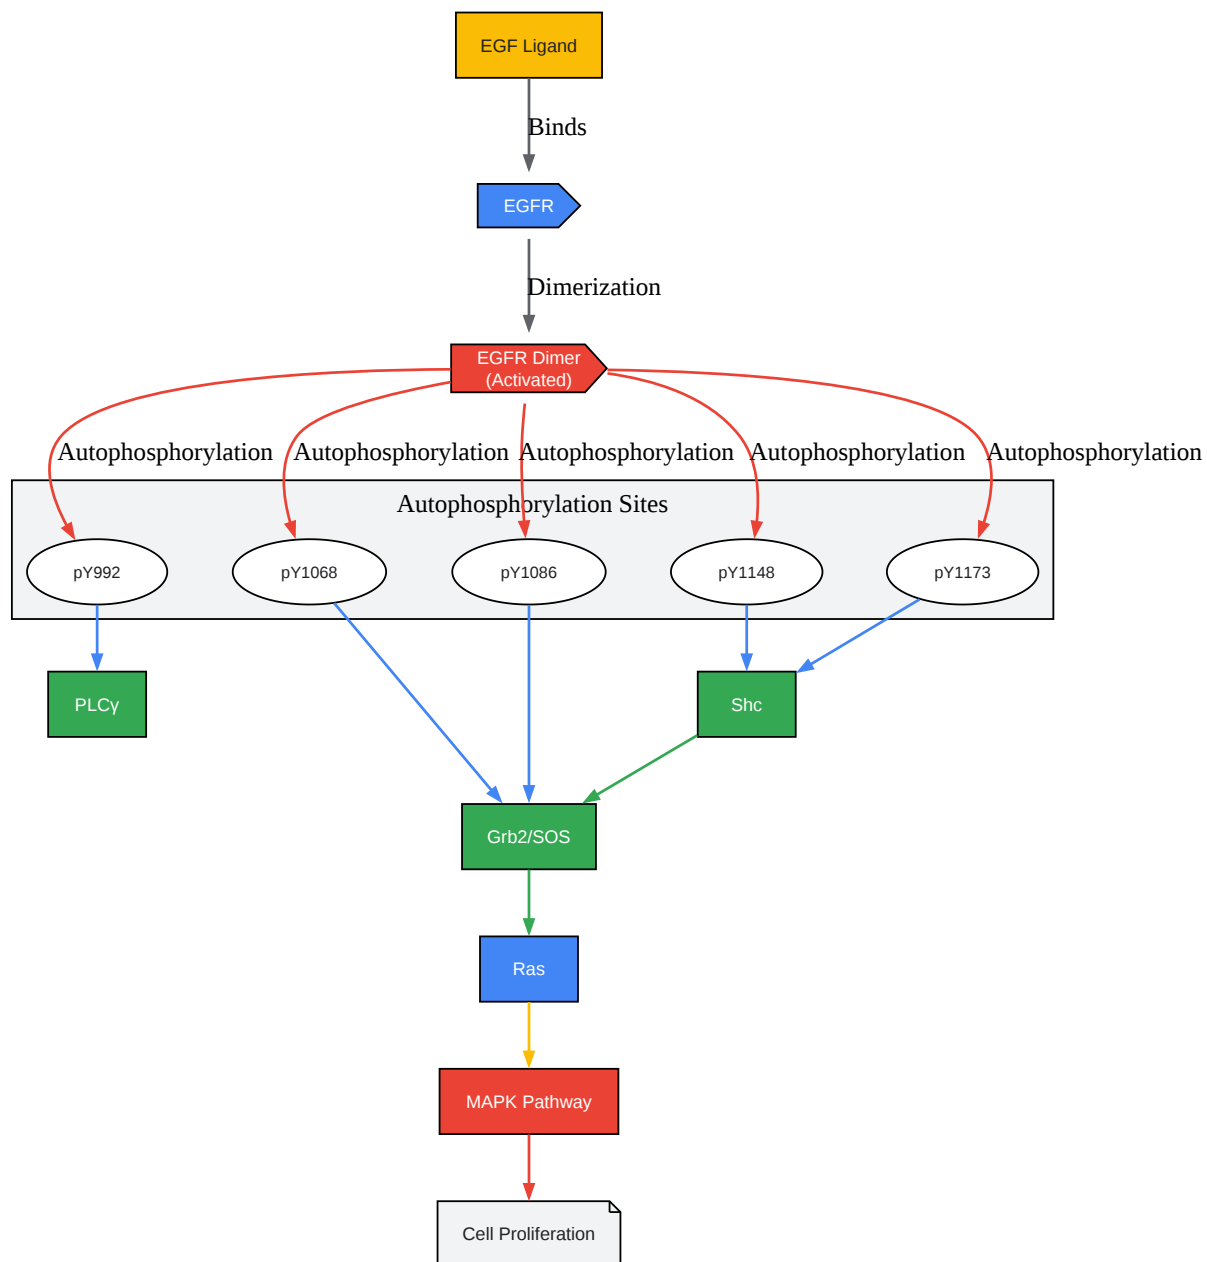 EGF Ligand
Binds
EGFR
Dimerization
EGFR Dimer
(Activated)
Autophosphorylation
Autophosphorylation
Autophosphorylation
Autophosphorylation
Autophosphorylation
Autophosphorylation Sites
pY992
pY1068
pY1086
pY1148
pY1173
PLCγ
Shc
Grb2/SOS
Ras
MAPK Pathway
Cell Proliferation